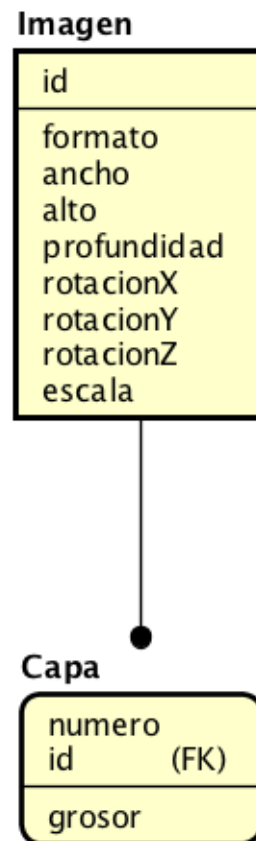 Imagen
id
formato
ancho
alto
profundidad
rotacionX
rotacionY
rotacionZ
escala
Capa
numero
id (FK)
grosor